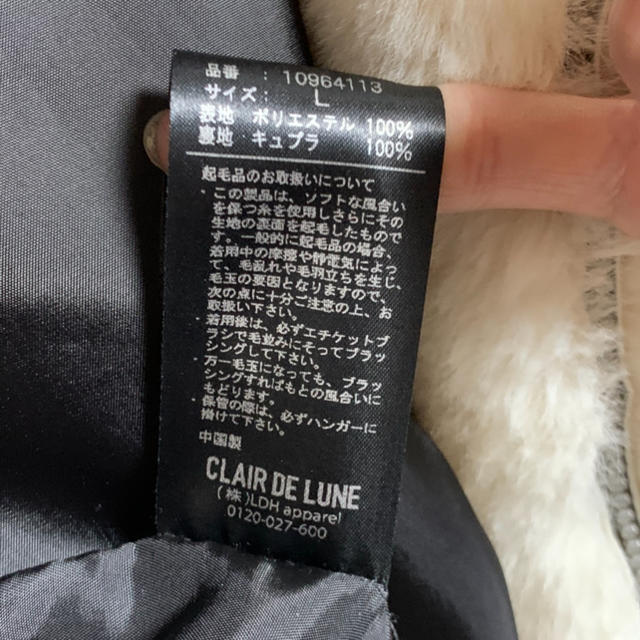 品番 : 10964113
サイズ: L
表地 ポリエステル 100%
裏地 キュプラ 100%
起毛品のお取扱いについて
・この製品は、ソフトな風合い
を保つ糸を使用しさらにその
生地の裏面を起毛したもので
す。一般的に起毛品の場合、
着用中の摩擦や静電気によっ
て、毛乱れや毛羽立ちを生じ、
毛玉の要因となりますので、
次の点に十分ご注意の上、お
取扱い下さい。
・着用後は、必ずエチケットブ
ラシで毛並みにそってブラッ
シングして下さい。
・万一毛玉になっても、ブラッ
シングすればもとの風合いに
もどります。
・保管の際は、必ずハンガーに
掛けて下さい。
中国製
CLAIR DE LUNE
(株)LDH apparel
0120-027-600